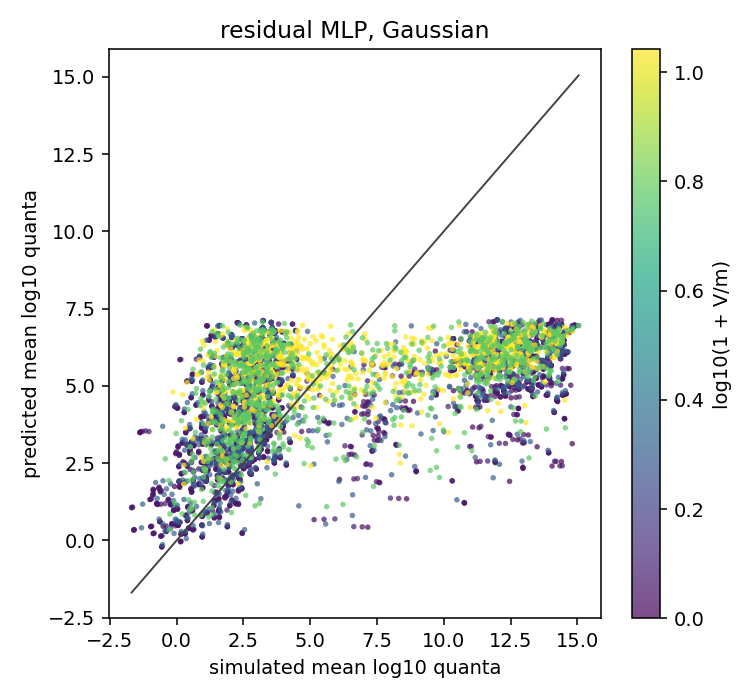 residual MLP, Gaussian
15.0
12.5
10.0
7.5
5.0
2.5
0.0
−2.5
predicted mean log10 quanta
−2.5 0.0 2.5 5.0 7.5 10.0 12.5 15.0
simulated mean log10 quanta
1.0
0.8
0.6
0.4
0.2
0.0
log10(1 + V/m)